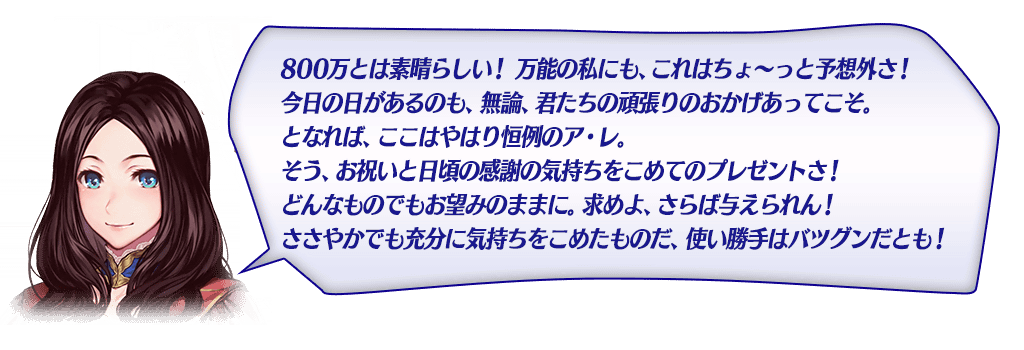 800万とは素晴らしい！ 万能の私にも、これはちょ～っと予想外さ！
今日の日があるのも、無論、君たちの頑張りのおかげあってこそ。
となれば、ここはやはり恒例のア・レ。
そう、お祝いと日頃の感謝の気持ちをこめてのプレゼントさ！
どんなものでもお望みのままに。求めよ、さらば与えられん！
ささやかでも充分に気持ちをこめたものだ、使い勝手はバツグンだとも！